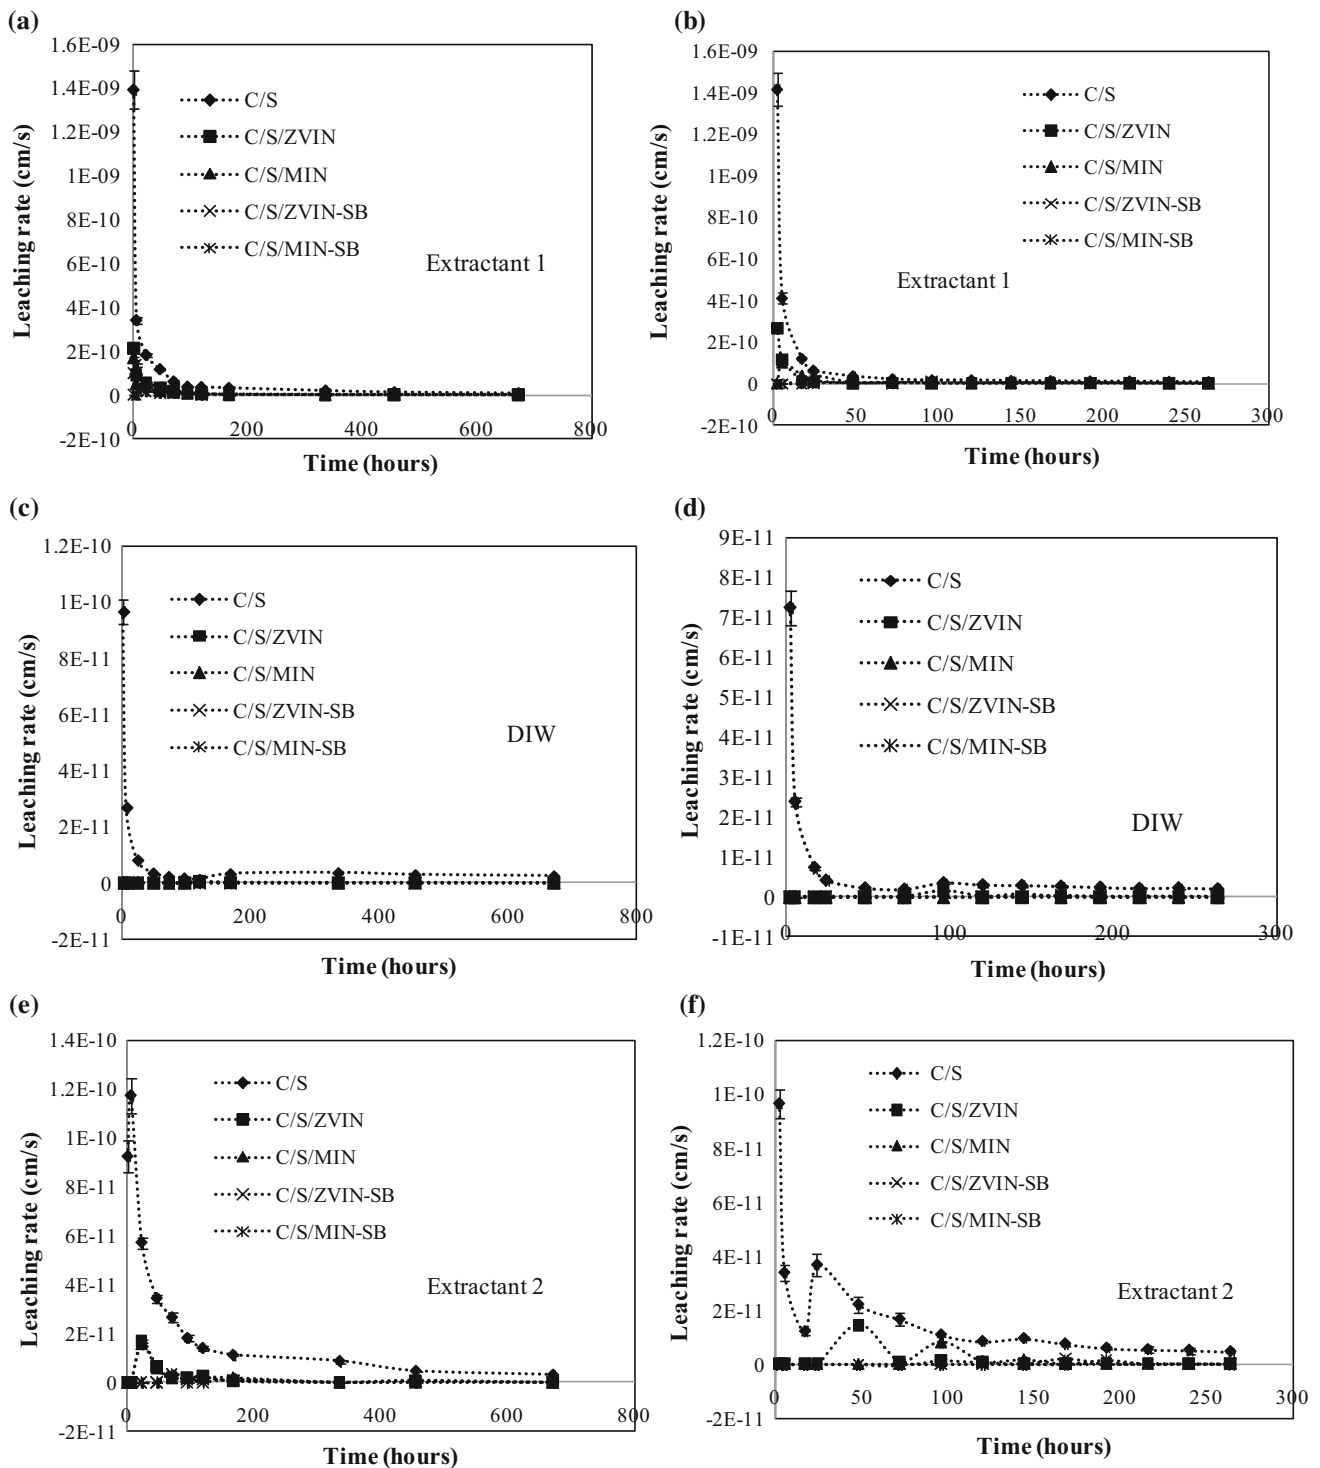 (a)
1.6E-09
1.4E-09
1.2E-09
1E-09
8E-10
6E-10
4E-10
2E-10
0
-2E-10
0 200 400 600 800
Leaching rate (cm/s)
Time (hours)
C/S
C/S/ZVIN
C/S/MIN
C/S/ZVIN-SB
C/S/MIN-SB
Extractant 1
(b)
1.6E-09
1.4E-09
1.2E-09
1E-09
8E-10
6E-10
4E-10
2E-10
0
-2E-10
0 50 100 150 200 250 300
Leaching rate (cm/s)
Time (hours)
C/S
C/S/ZVIN
C/S/MIN
C/S/ZVIN-SB
C/S/MIN-SB
Extractant 1
(c)
1.2E-10
1E-10
8E-11
6E-11
4E-11
2E-11
0
-2E-11
0 200 400 600 800
Leaching rate (cm/s)
Time (hours)
C/S
C/S/ZVIN
C/S/MIN
C/S/ZVIN-SB
C/S/MIN-SB
DIW
(d)
9E-11
8E-11
7E-11
6E-11
5E-11
4E-11
3E-11
2E-11
1E-11
0
-1E-11
0 100 200 300
Leaching rate (cm/s)
Time (hours)
C/S
C/S/ZVIN
C/S/MIN
C/S/ZVIN-SB
C/S/MIN-SB
DIW
(e)
1.4E-10
1.2E-10
1E-10
8E-11
6E-11
4E-11
2E-11
0
-2E-11
0 200 400 600 800
Leaching rate (cm/s)
Time (hours)
C/S
C/S/ZVIN
C/S/MIN
C/S/ZVIN-SB
C/S/MIN-SB
Extractant 2
(f)
1.2E-10
1E-10
8E-11
6E-11
4E-11
2E-11
0
-2E-11
0 50 100 150 200 250 300
Leaching rate (cm/s)
Time (hours)
C/S
C/S/ZVIN
C/S/MIN
C/S/ZVIN-SB
C/S/MIN-SB
Extractant 2